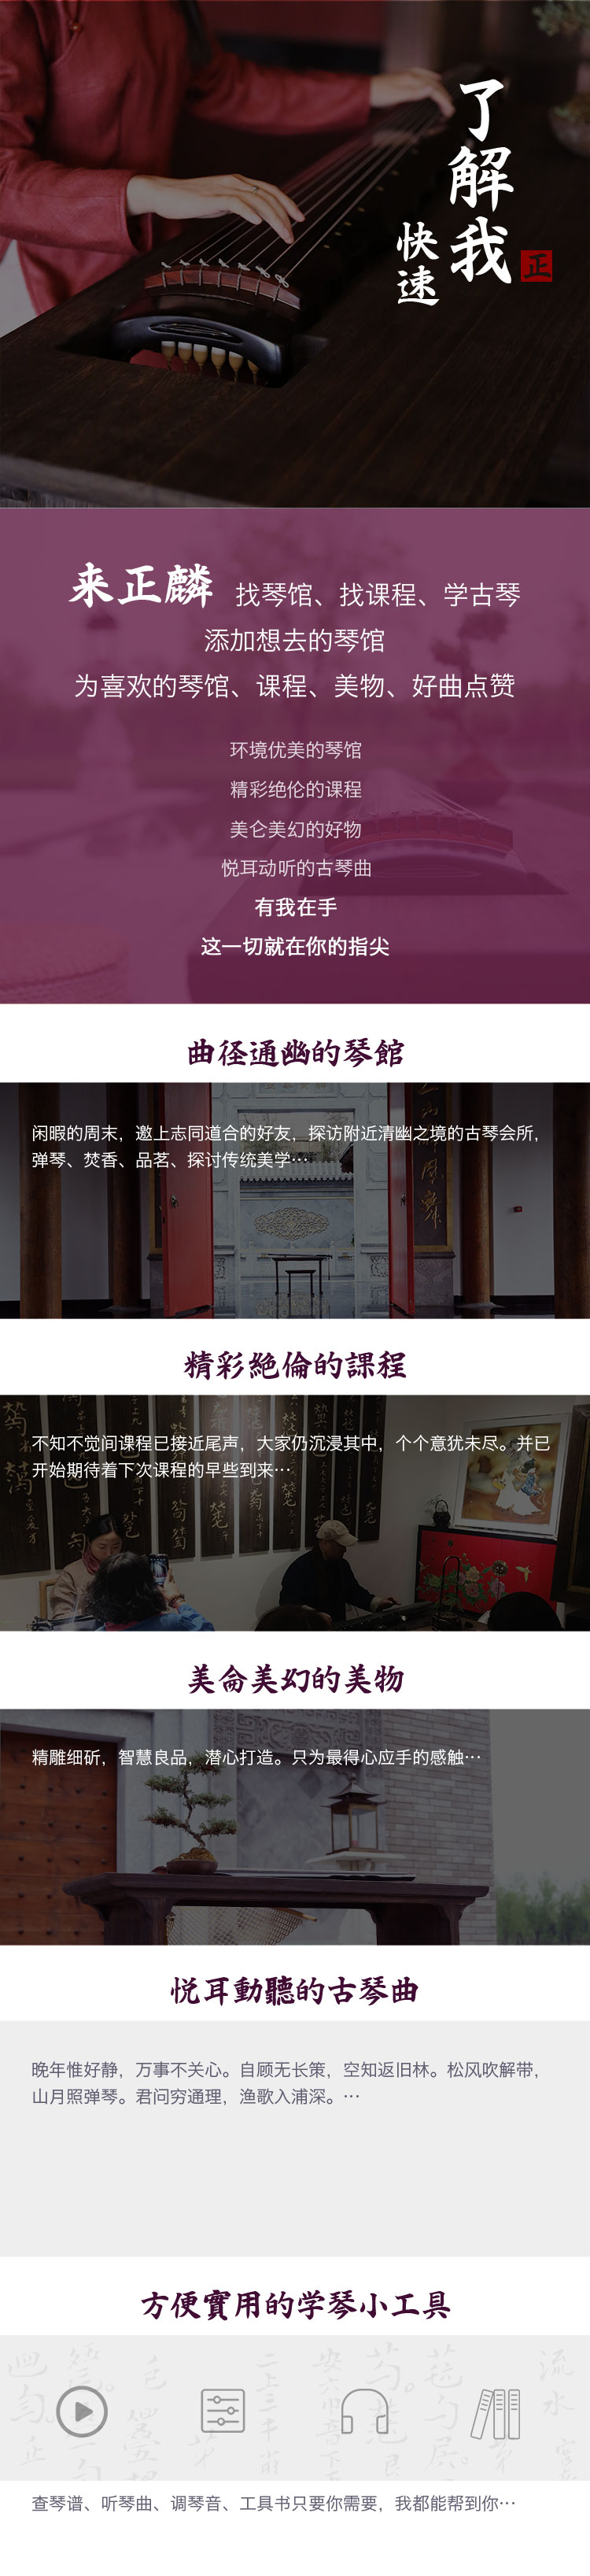 快速
了解我
正
来正麟 找琴馆、找课程、学古琴
添加想去的琴馆
为喜欢的琴馆、课程、美物、好曲点赞
环境优美的琴馆
精彩绝伦的课程
美仑美幻的好物
悦耳动听的古琴曲
有我在手
这一切就在你的指尖
曲径通幽的琴館
闲暇的周末，邀上志同道合的好友，探访附近清幽之境的古琴会所，
弹琴、焚香、品茗、探讨传统美学…
精彩絶倫的課程
不知不觉间课程已接近尾声，大家仍沉浸其中，个个意犹未尽。并已
开始期待着下次课程的早些到来…
美侖美幻的美物
精雕细斫，智慧良品，潜心打造。只为最得心应手的感触…
悦耳動聽的古琴曲
晚年惟好静，万事不关心。自顾无长策，空知返旧林。松风吹解带，
山月照弹琴。君问穷通理，渔歌入浦深。…
方便實用的学琴小工具
查琴谱、听琴曲、调琴音、工具书只要你需要，我都能帮到你…